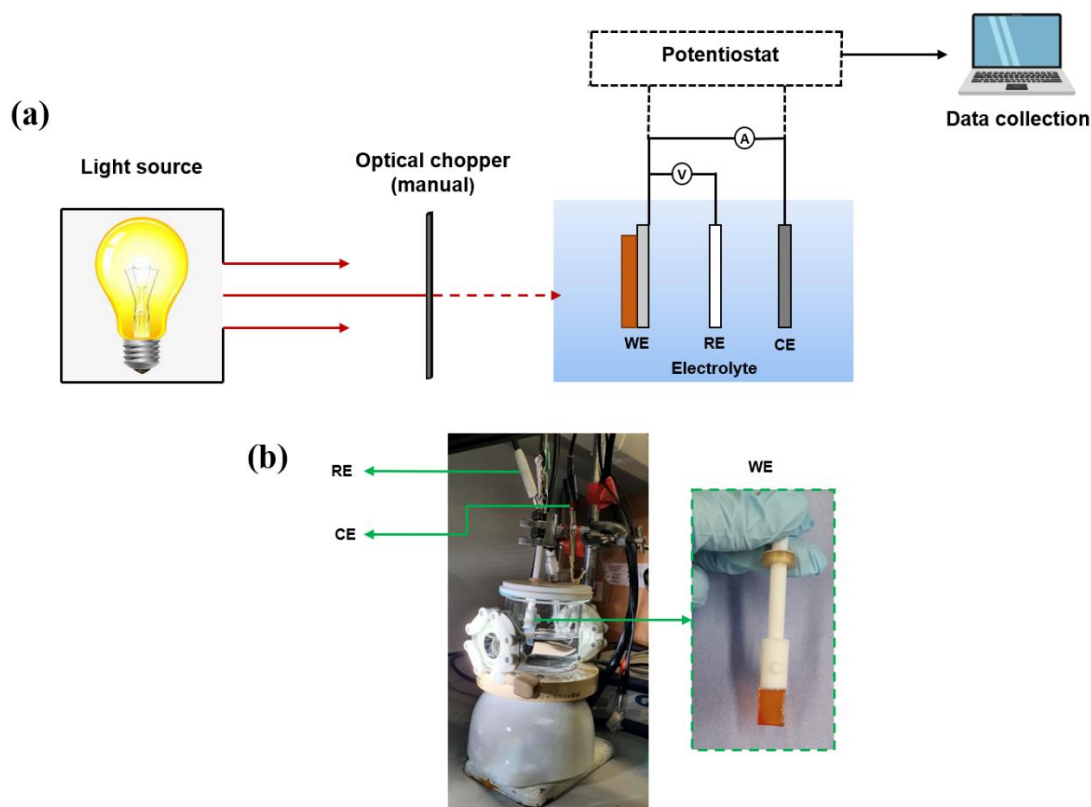 (a)
Light source
Optical chopper
(manual)
Potentiostat
Data collection
A
V
WE
RE
CE
Electrolyte
(b)
RE
CE
WE